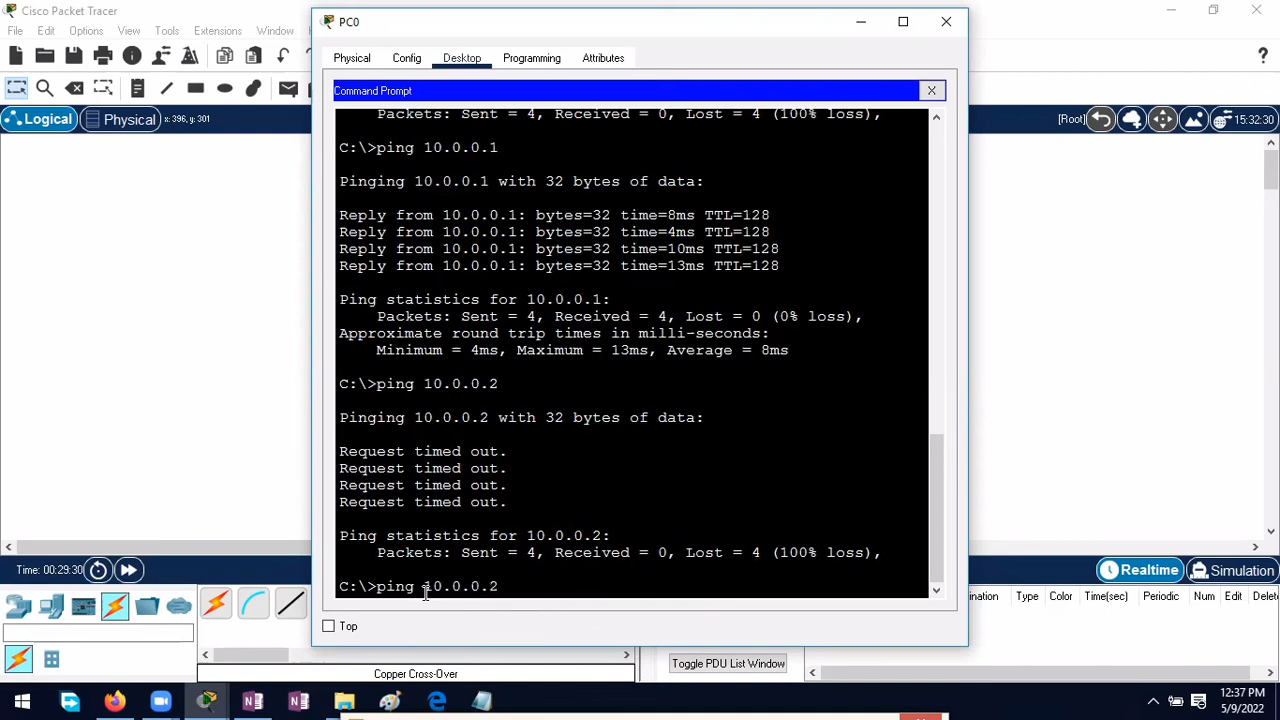 Cisco Packet Tracer
File Edit Options View Tools Extensions Window
PC0
Physical Config Desktop Programming Attributes
Command Prompt
X
Packets: Sent = 4, Received = 0, Lost = 4 (100% loss),
C:\>ping 10.0.0.1
Pinging 10.0.0.1 with 32 bytes of data:
Reply from 10.0.0.1: bytes=32 time=8ms TTL=128
Reply from 10.0.0.1: bytes=32 time=4ms TTL=128
Reply from 10.0.0.1: bytes=32 time=10ms TTL=128
Reply from 10.0.0.1: bytes=32 time=13ms TTL=128
Ping statistics for 10.0.0.1:
Packets: Sent = 4, Received = 4, Lost = 0 (0% loss),
Approximate round trip times in milli-seconds:
Minimum = 4ms, Maximum = 13ms, Average = 8ms
C:\>ping 10.0.0.2
Pinging 10.0.0.2 with 32 bytes of data:
Request timed out.
Request timed out.
Request timed out.
Request timed out.
Ping statistics for 10.0.0.2:
Packets: Sent = 4, Received = 0, Lost = 4 (100% loss),
C:\>ping 10.0.0.2
Top
Logical Physical x: 396, y: 301
[Root] 15:32:30
Time: 00:29:30
Realtime Simulation
ination Type Color Time(sec) Periodic Num Edit Delete
Copper Cross-Over
Toggle PDU List Window
12:37 PM
5/9/2022